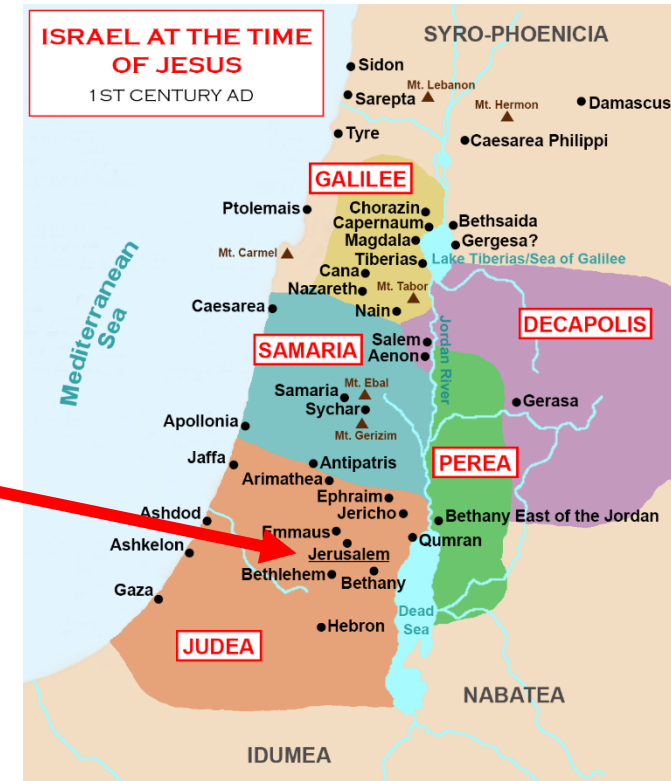 ISRAEL AT THE TIME
OF JESUS
1ST CENTURY AD
SYRO-PHOENICIA
Sidon
Mt. Lebanon
Sarepta
Mt. Hermon
Damascus
Tyre
Caesarea Philippi
GALILEE
Ptolemais
Chorazin
Capernaum
Bethsaida
Magdala
Gergesa?
Mt. Carmel
Tiberias
Lake Tiberias/Sea of Galilee
Cana
Nazareth
Mt. Tabor
Caesarea
Nain
Mediterranean
Sea
DECAPOLIS
Jordan River
Salem
Aenon
SAMARIA
Samaria
Mt. Ebal
Sychar
Gerasa
Mt. Gerizim
Apollonia
Jaffa
Antipatris
PEREA
Arimathea
Ephraim
Jericho
Ashdod
Bethany East of the Jordan
Emmaus
Qumran
Ashkelon
Jerusalem
Bethlehem
Bethany
Gaza
Dead
Sea
Hebron
JUDEA
NABATEA
IDUMEA